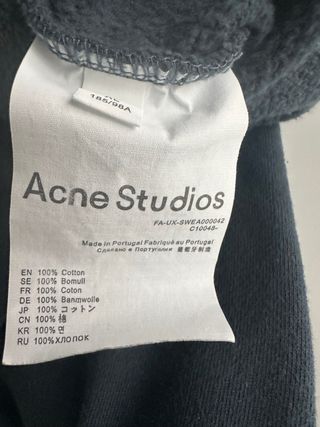 185/98A
Acne Studios
FA-UX-SWEA000042
C10048-
Made in Portugal Fabriqué au Portugal
Сделано в Португалии 葡萄牙制造
EN 100% Cotton
SE 100% Bomull
FR 100% Coton
DE 100% Banmwolle
JP 100% コットン
CN 100% 棉
KR 100% 면
RU 100% ХЛОПОК